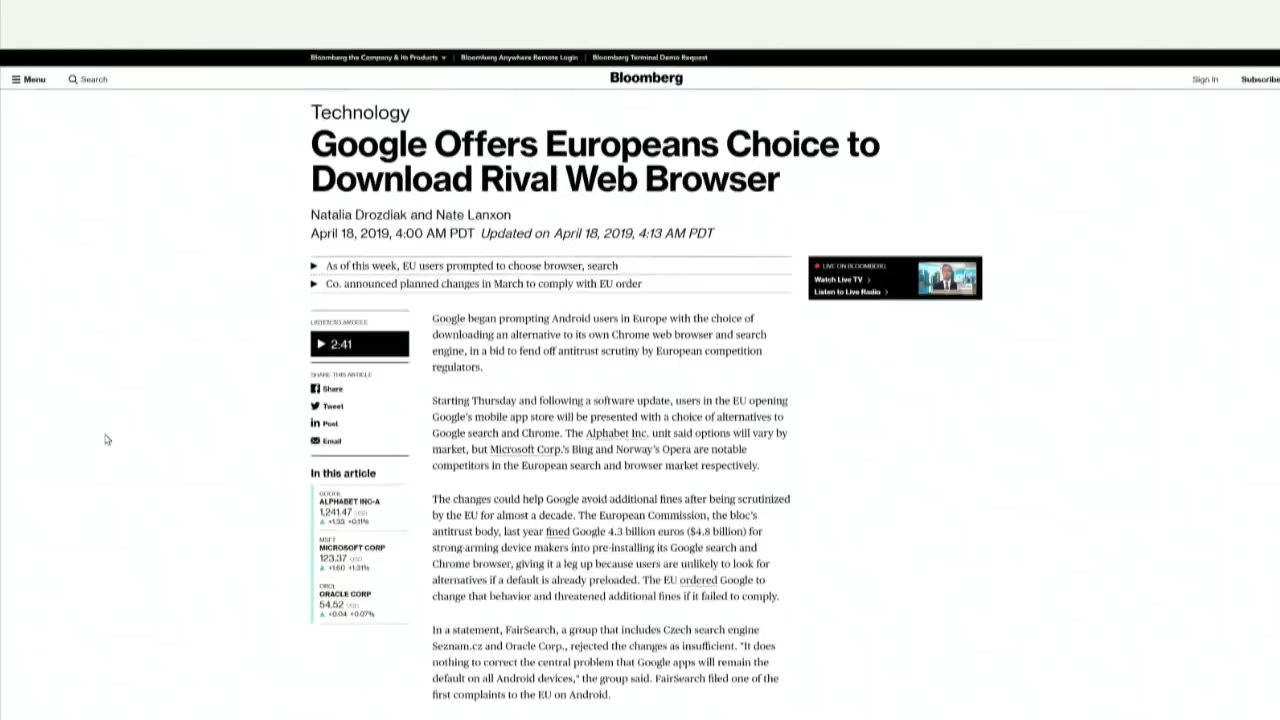 Bloomberg the Company & Its Products
Bloomberg Anywhere Remote Login
Bloomberg Terminal Demo Request
Menu
Search
Bloomberg
Sign In
Subscribe
Technology
Google Offers Europeans Choice to
Download Rival Web Browser
Natalia Drozdiak and Nate Lanxon
April 18, 2019, 4:00 AM PDT Updated on April 18, 2019, 4:13 AM PDT
As of this week, EU users prompted to choose browser, search
Co. announced planned changes in March to comply with EU order
LIVE ON BLOOMBERG
Watch Live TV
Listen to Live Radio
LISTEN TO ARTICLE
2:41
SHARE THIS ARTICLE
Share
Tweet
Post
Email
In this article
GOOGL
ALPHABET INC-A
1,241.47 USD
+1.33 +0.11%
MSFT
MICROSOFT CORP
123.37 USD
+1.60 +1.31%
ORCL
ORACLE CORP
54.52 USD
+0.04 +0.07%
Google began prompting Android users in Europe with the choice of
downloading an alternative to its own Chrome web browser and search
engine, in a bid to fend off antitrust scrutiny by European competition
regulators.
Starting Thursday and following a software update, users in the EU opening
Google's mobile app store will be presented with a choice of alternatives to
Google search and Chrome. The Alphabet Inc. unit said options will vary by
market, but Microsoft Corp.'s Bing and Norway's Opera are notable
competitors in the European search and browser market respectively.
The changes could help Google avoid additional fines after being scrutinized
by the EU for almost a decade. The European Commission, the bloc's
antitrust body, last year fined Google 4.3 billion euros ($4.8 billion) for
strong-arming device makers into pre-installing its Google search and
Chrome browser, giving it a leg up because users are unlikely to look for
alternatives if a default is already preloaded. The EU ordered Google to
change that behavior and threatened additional fines if it failed to comply.
In a statement, FairSearch, a group that includes Czech search engine
Seznam.cz and Oracle Corp., rejected the changes as insufficient. "It does
nothing to correct the central problem that Google apps will remain the
default on all Android devices," the group said. FairSearch filed one of the
first complaints to the EU on Android.